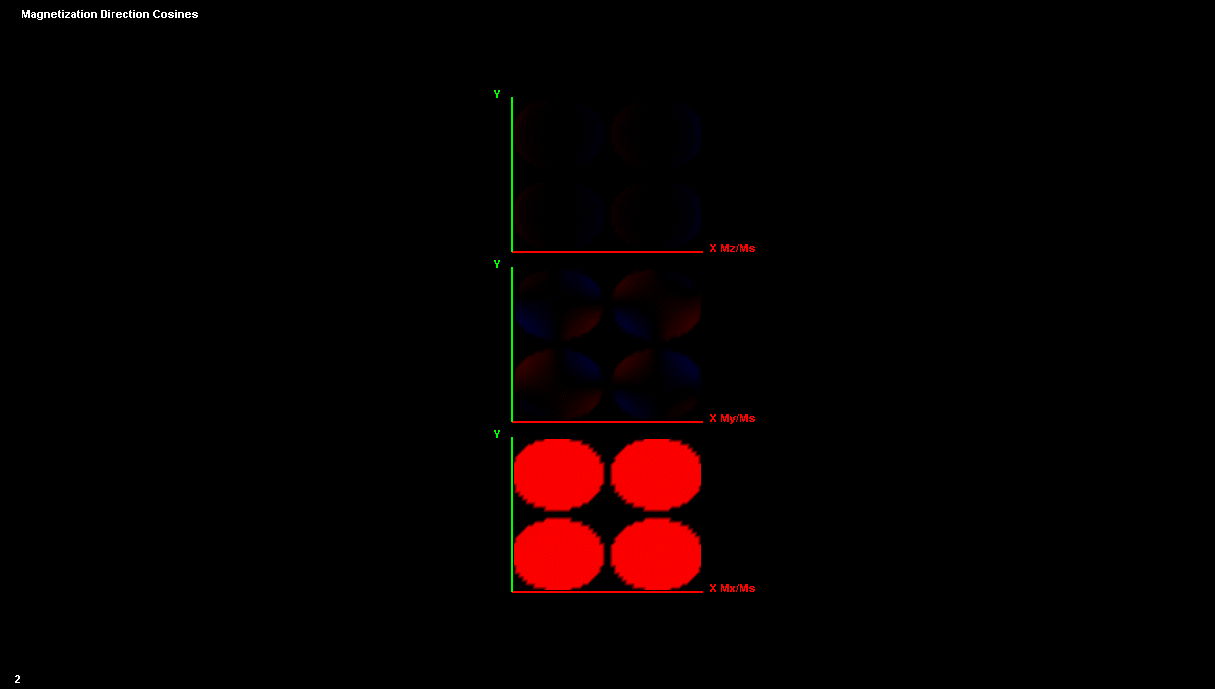 Magnetization Direction Cosines
Y
X Mz/Ms
Y
X My/Ms
Y
X Mx/Ms
2